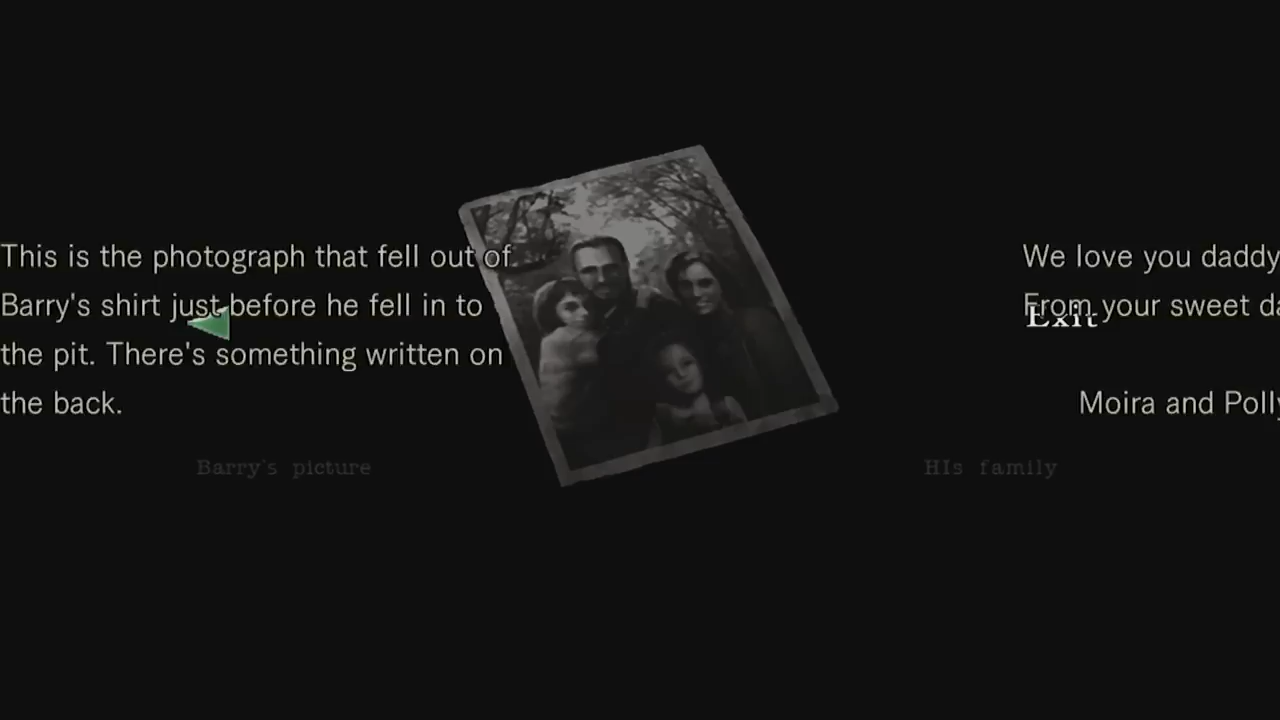 This is the photograph that fell out of
Barry's shirt just before he fell in to
the pit. There's something written on
the back.
Barry's picture
We love you daddy
From your sweet da
Exit
Moira and Polly
HIs family